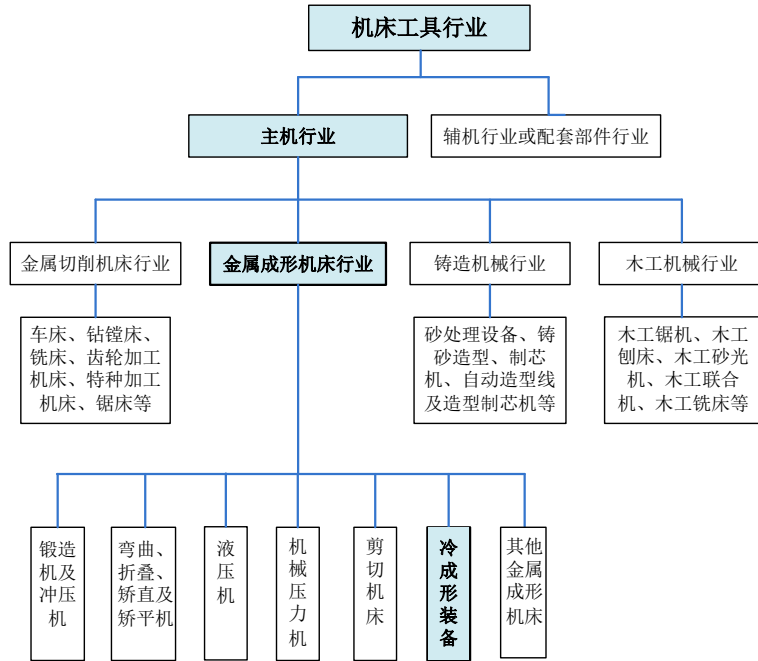 机床工具行业
主机行业
辅机行业或配套部件行业
金属切削机床行业
金属成形机床行业
铸造机械行业
木工机械行业
车床、钻镗床、
铣床、齿轮加工
机床、特种加工
机床、锯床等
砂处理设备、铸
砂造型、制芯
机、自动造型线
及造型制芯机等
木工锯机、木工
刨床、木工砂光
机、木工联合
机、木工铣床等
锻造
机及
冲压
机
弯曲、
折叠、
矫直及
矫平机
液
压
机
机
械
压
力
机
剪
切
机
床
冷
成
形
装
备
其他
金属
成形
机床